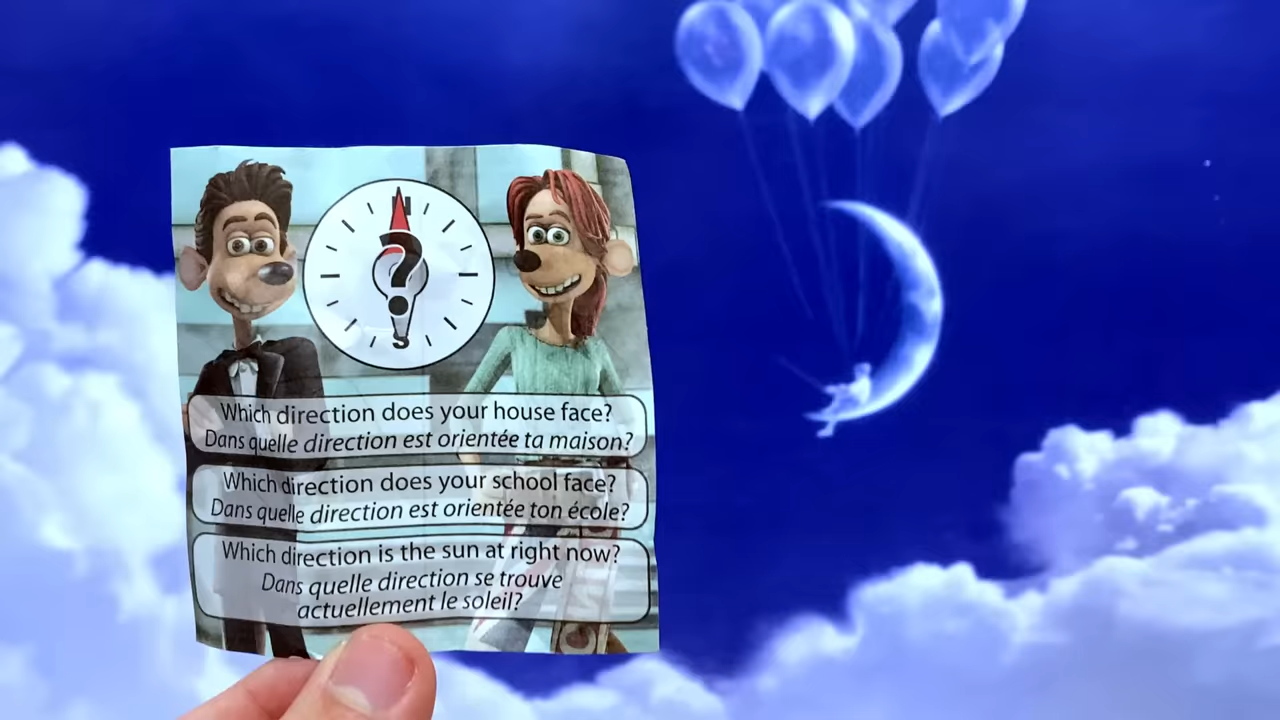 N
?
S
Which direction does your house face?
Dans quelle direction est orientée ta maison?
Which direction does your school face?
Dans quelle direction est orientée ton école?
Which direction is the sun at right now?
Dans quelle direction se trouve
actuellement le soleil?